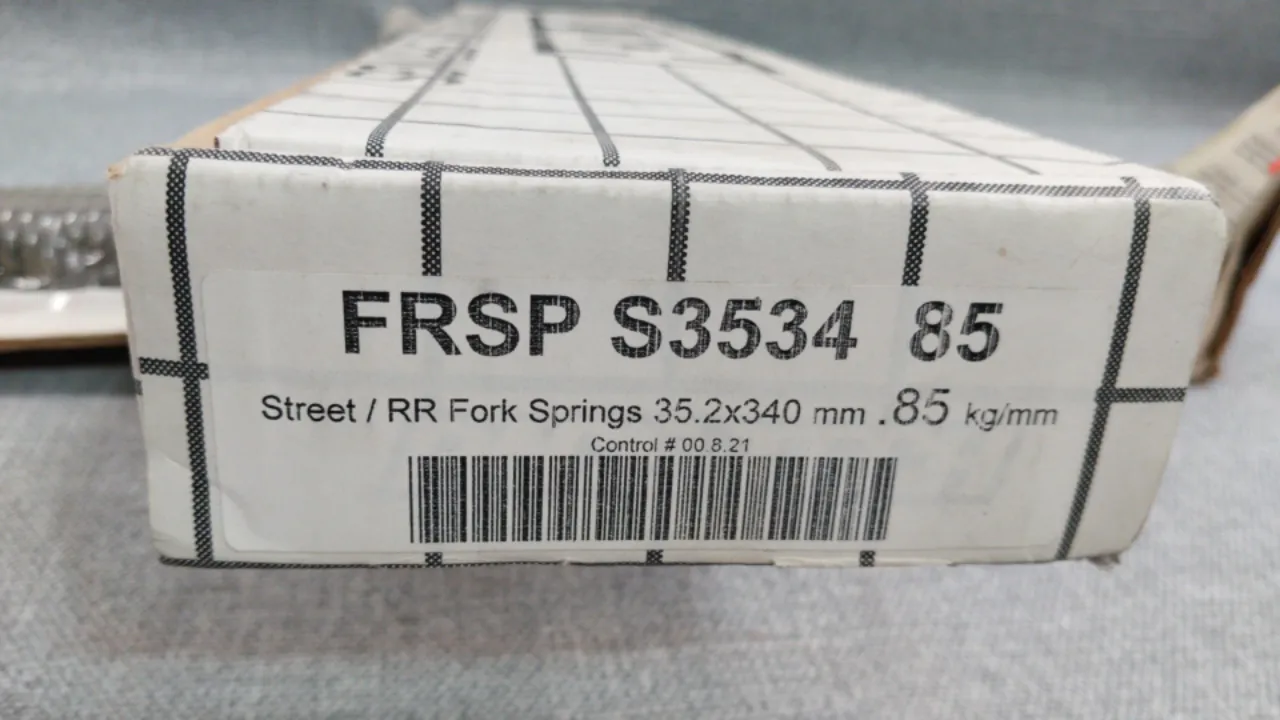 FRSP S3534 85
Street / RR Fork Springs 35.2x340 mm .85 kg/mm
Control # 00.8.21